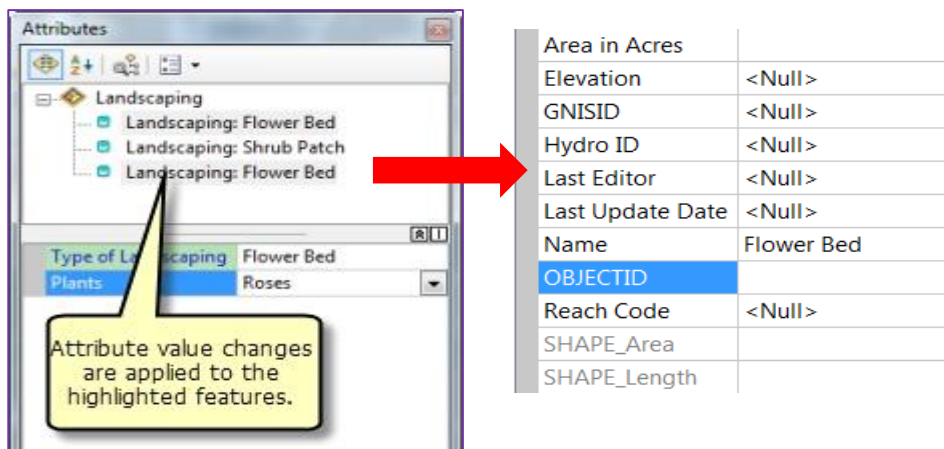 Attributes
Landscaping
Landscaping: Flower Bed
Landscaping: Shrub Patch
Landscaping: Flower Bed
Type of Landscaping Flower Bed
Plants Roses
Attribute value changes
are applied to the
highlighted features.
Area in Acres
Elevation <Null>
GNISID <Null>
Hydro ID <Null>
Last Editor <Null>
Last Update Date <Null>
Name Flower Bed
OBJECTID
Reach Code <Null>
SHAPE_Area
SHAPE_Length